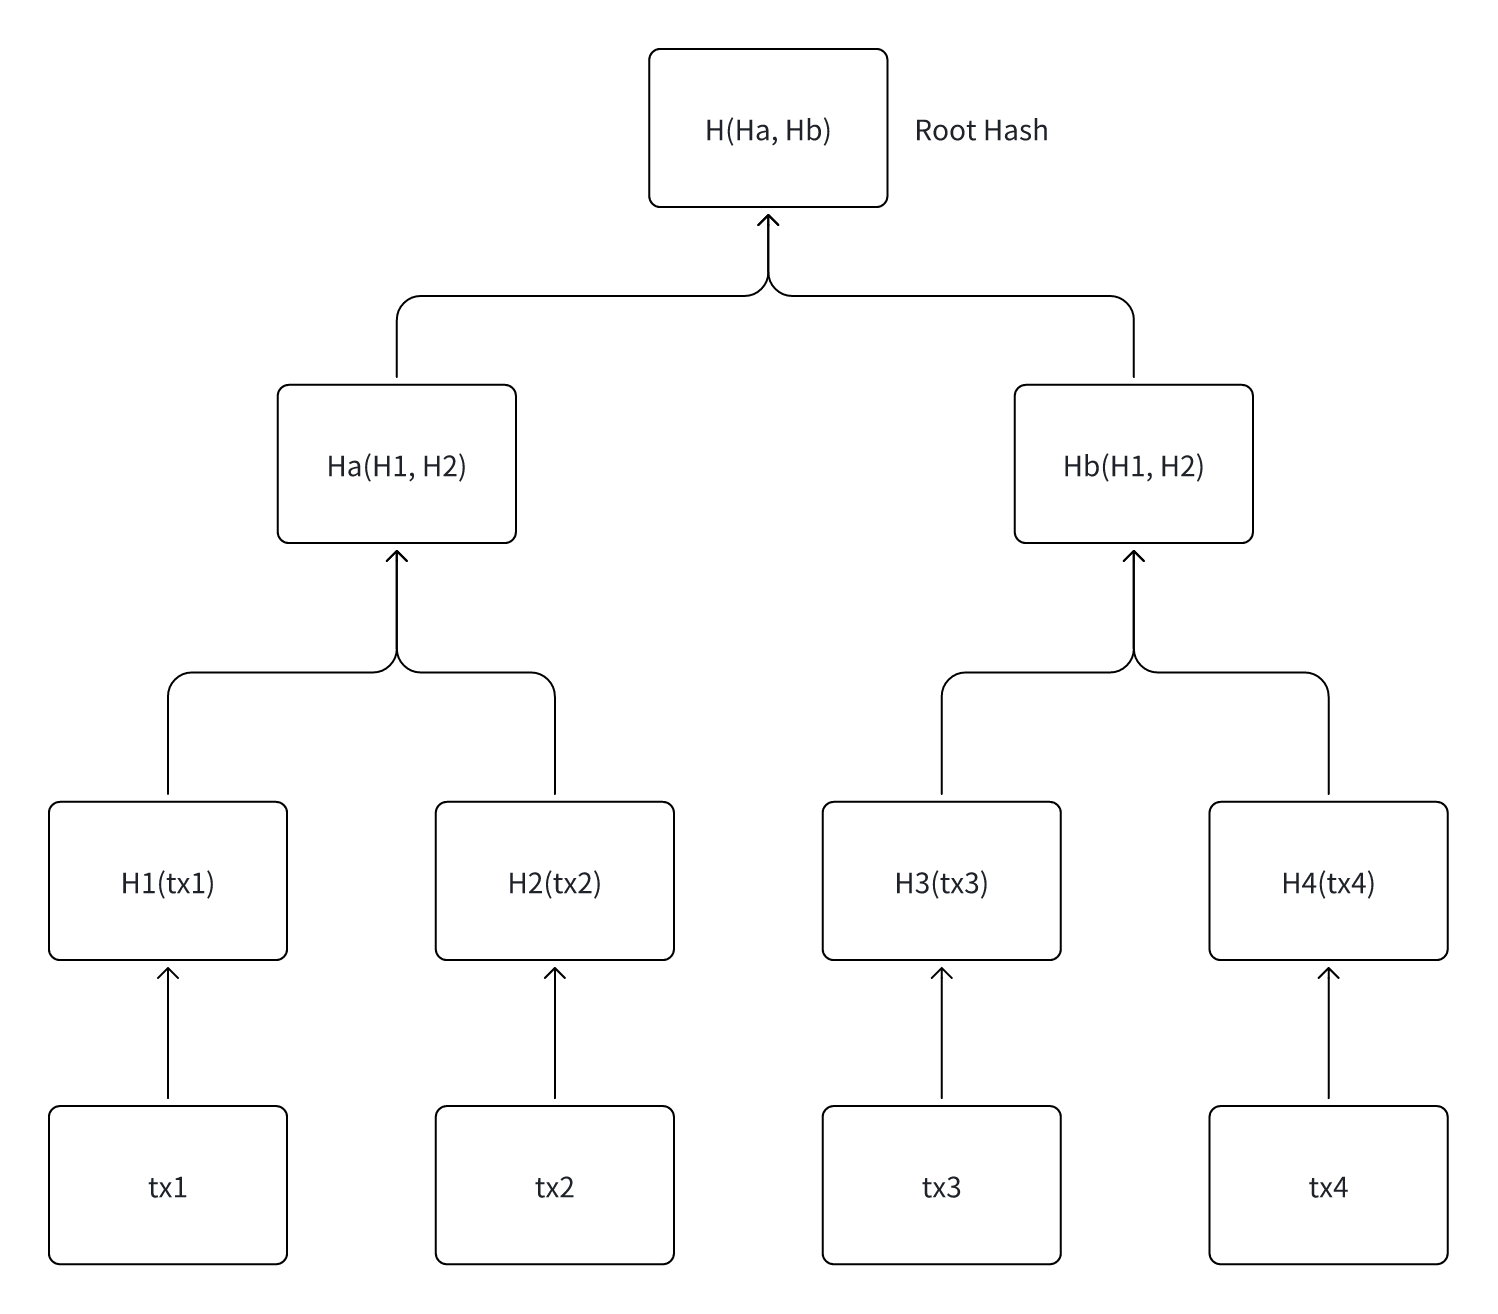 H(Ha, Hb)
Root Hash
Ha(H1, H2)
Hb(H1, H2)
H1(tx1)
H2(tx2)
H3(tx3)
H4(tx4)
tx1
tx2
tx3
tx4